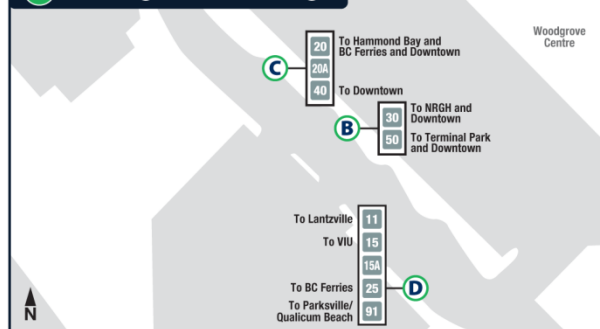 Woodgrove
Centre
C
20
To Hammond Bay and
BC Ferries and Downtown
20A
40
To Downtown
B
30
To NRGH and
Downtown
50
To Terminal Park
and Downtown
To Lantzville
11
To VIU
15
15A
To BC Ferries
25
D
To Parksville/
Qualicum Beach
91
N